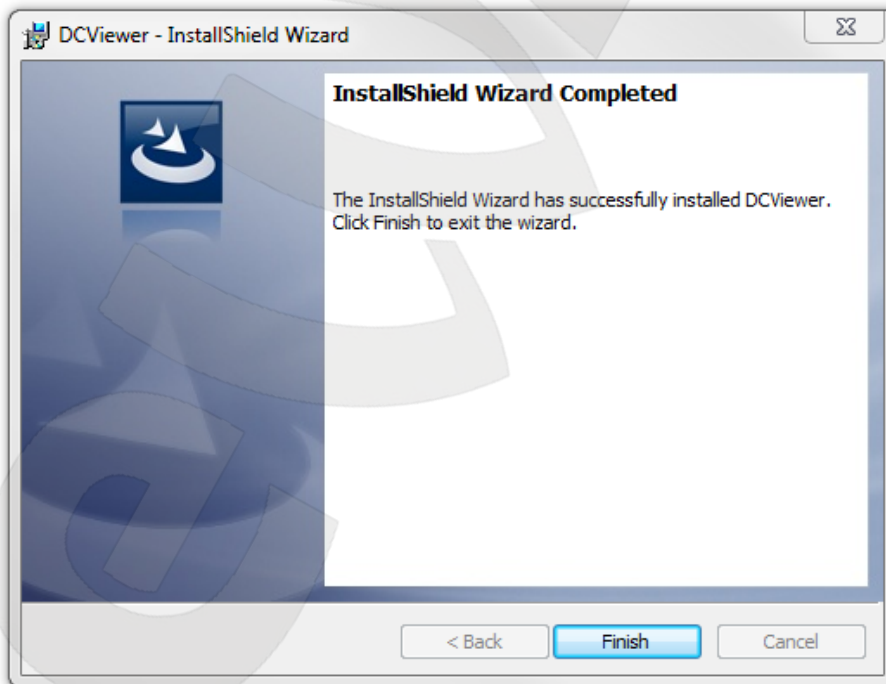 DCViewer - InstallShield Wizard
InstallShield Wizard Completed
The InstallShield Wizard has successfully installed DCViewer.
Click Finish to exit the wizard.
< Back
Finish
Cancel